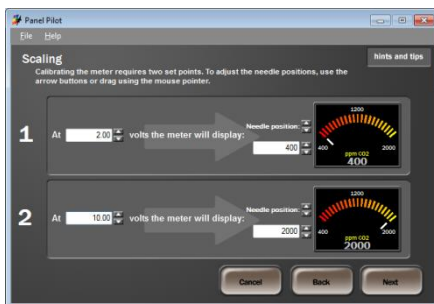 Panel Pilot
File Help
Scaling
hints and tips
Calibrating the meter requires two set points. To adjust the needle positions, use the
arrow buttons or drag using the mouse pointer.
1
At 2.00 volts the meter will display:
Needle position:
400
1200
400 2000
ppm CO2
400
2
At 10.00 volts the meter will display:
Needle position:
2000
1200
400 2000
ppm CO2
2000
Cancel Back Next